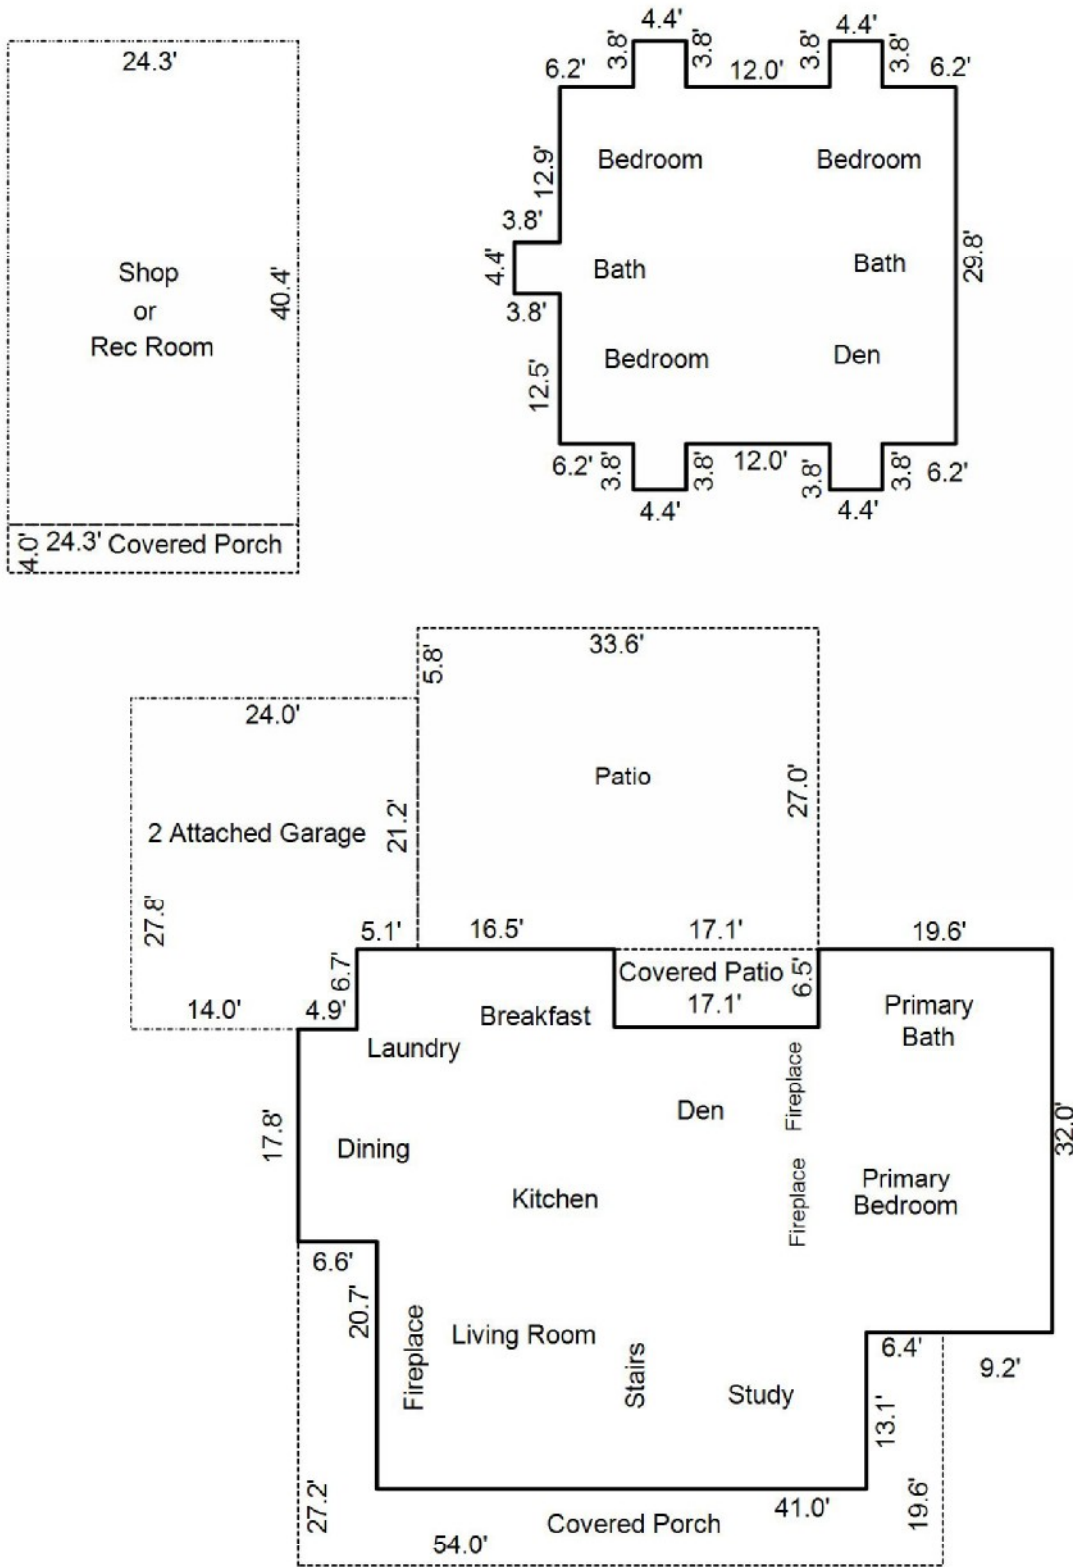 24.3'
Shop
or
Rec Room
40.4'
4.0'
24.3'
Covered Porch
4.4'
4.4'
3.8'
3.8'
3.8'
3.8'
6.2'
12.0'
6.2'
12.9'
Bedroom
Bedroom
3.8'
4.4'
Bath
Bath
29.8'
3.8'
12.5'
Bedroom
Den
6.2'
3.8'
3.8'
12.0'
3.8'
3.8'
6.2'
4.4'
4.4'
33.6'
5.8'
24.0'
Patio
27.0'
2 Attached Garage
21.2'
27.8'
5.1'
16.5'
17.1'
19.6'
6.7'
Covered Patio
6.5'
17.1'
14.0'
4.9'
Breakfast
Primary
Bath
Laundry
Fireplace
Den
32.0'
17.8'
Dining
Kitchen
Fireplace
Primary
Bedroom
6.6'
20.7'
Fireplace
Living Room
Stairs
Study
6.4'
9.2'
13.1'
27.2'
41.0'
19.6'
Covered Porch
54.0'